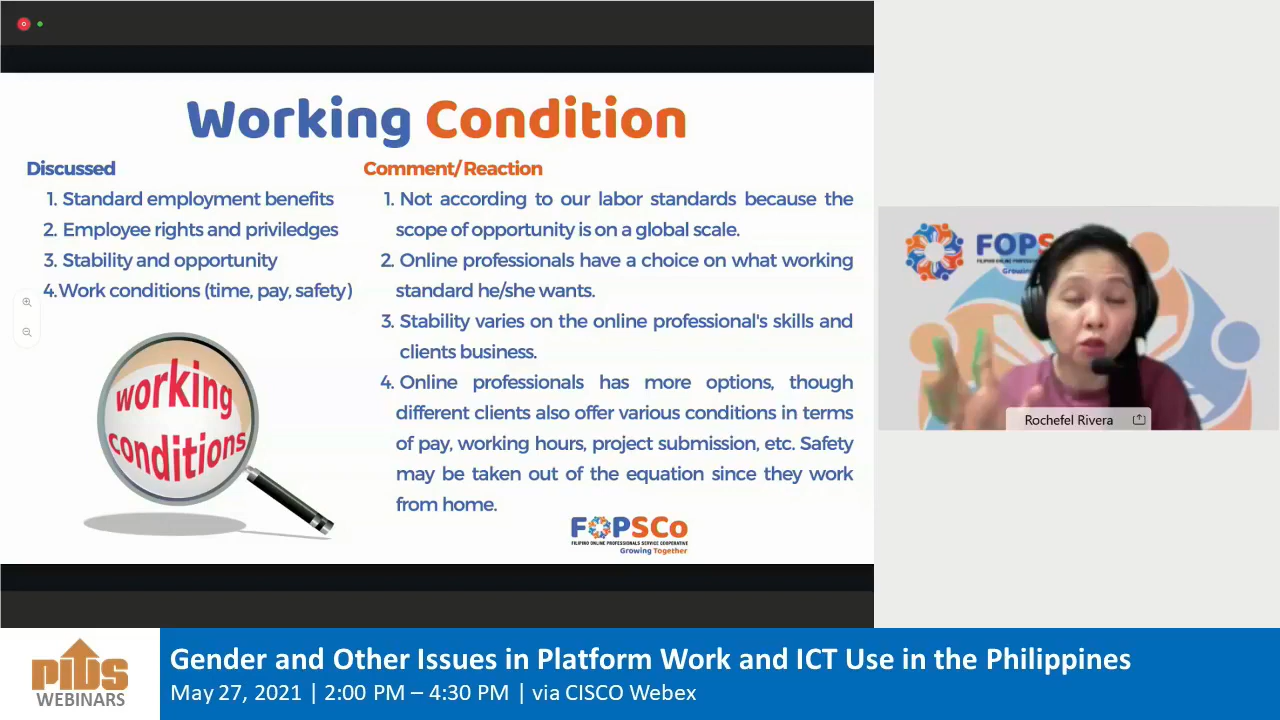 Working Condition
Discussed
1. Standard employment benefits
2. Employee rights and priviledges
3. Stability and opportunity
4.Work conditions (time, pay, safety)
working
conditions
Comment/Reaction
1. Not according to our labor standards because the
scope of opportunity is on a global scale.
2. Online professionals have a choice on what working
standard he/she wants.
3. Stability varies on the online professional's skills and
clients business.
4. Online professionals has more options, though
different clients also offer various conditions in terms
of pay, working hours, project submission, etc. Safety
may be taken out of the equation since they work
from home.
FOPSCo
FILIPINO ONLINE PROFESSIONALS SERVICE COOPERATIVE
Growing Together
FOPS
FILIPINO ONLINE PROFESS
Growing
Rochefel Rivera
PIDS
WEBINARS
Gender and Other Issues in Platform Work and ICT Use in the Philippines
May 27, 2021 | 2:00 PM – 4:30 PM | via CISCO Webex